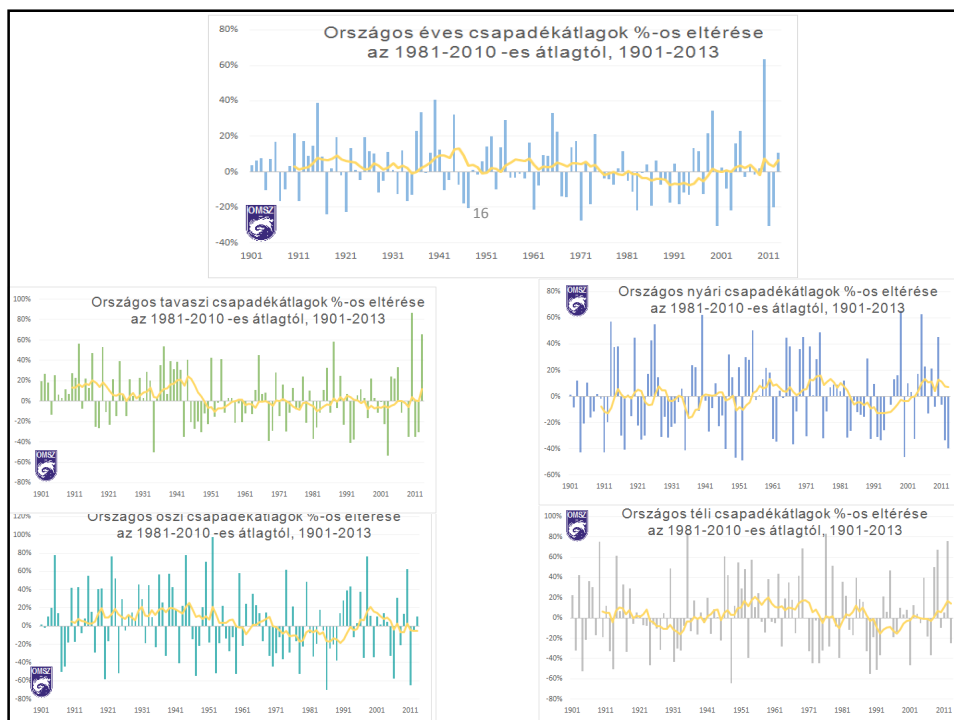 Országos éves csapadékátlagok %-os eltérése
az 1981-2010 -es átlagtól, 1901-2013
80%
60%
40%
20%
0%
-20%
-40%
OMSZ
16
1901 1911 1921 1931 1941 1951 1961 1971 1981 1991 2001 2011
Országos tavaszi csapadékátlagok %-os eltérése
az 1981-2010 -es átlagtól, 1901-2013
100%
80%
60%
40%
20%
0%
-20%
-40%
-60%
-80%
OMSZ
1901 1911 1921 1931 1941 1951 1961 1971 1981 1991 2001 2011
Országos nyári csapadékátlagok %-os eltérése
az 1981-2010 -es átlagtól, 1901-2013
OMSZ
80%
60%
40%
20%
0%
-20%
-40%
-60%
1901 1911 1921 1931 1941 1951 1961 1971 1981 1991 2001 2011
Országos őszi csapadékátlagok %-os eltérése
az 1981-2010 -es átlagtól, 1901-2013
120%
100%
80%
60%
40%
20%
0%
-20%
-40%
-60%
-80%
OMSZ
1901 1911 1921 1931 1941 1951 1961 1971 1981 1991 2001 2011
Országos téli csapadékátlagok %-os eltérése
az 1981-2010 -es átlagtól, 1901-2013
OMSZ
100%
80%
60%
40%
20%
0%
-20%
-40%
-60%
-80%
1901 1911 1921 1931 1941 1951 1961 1971 1981 1991 2001 2011